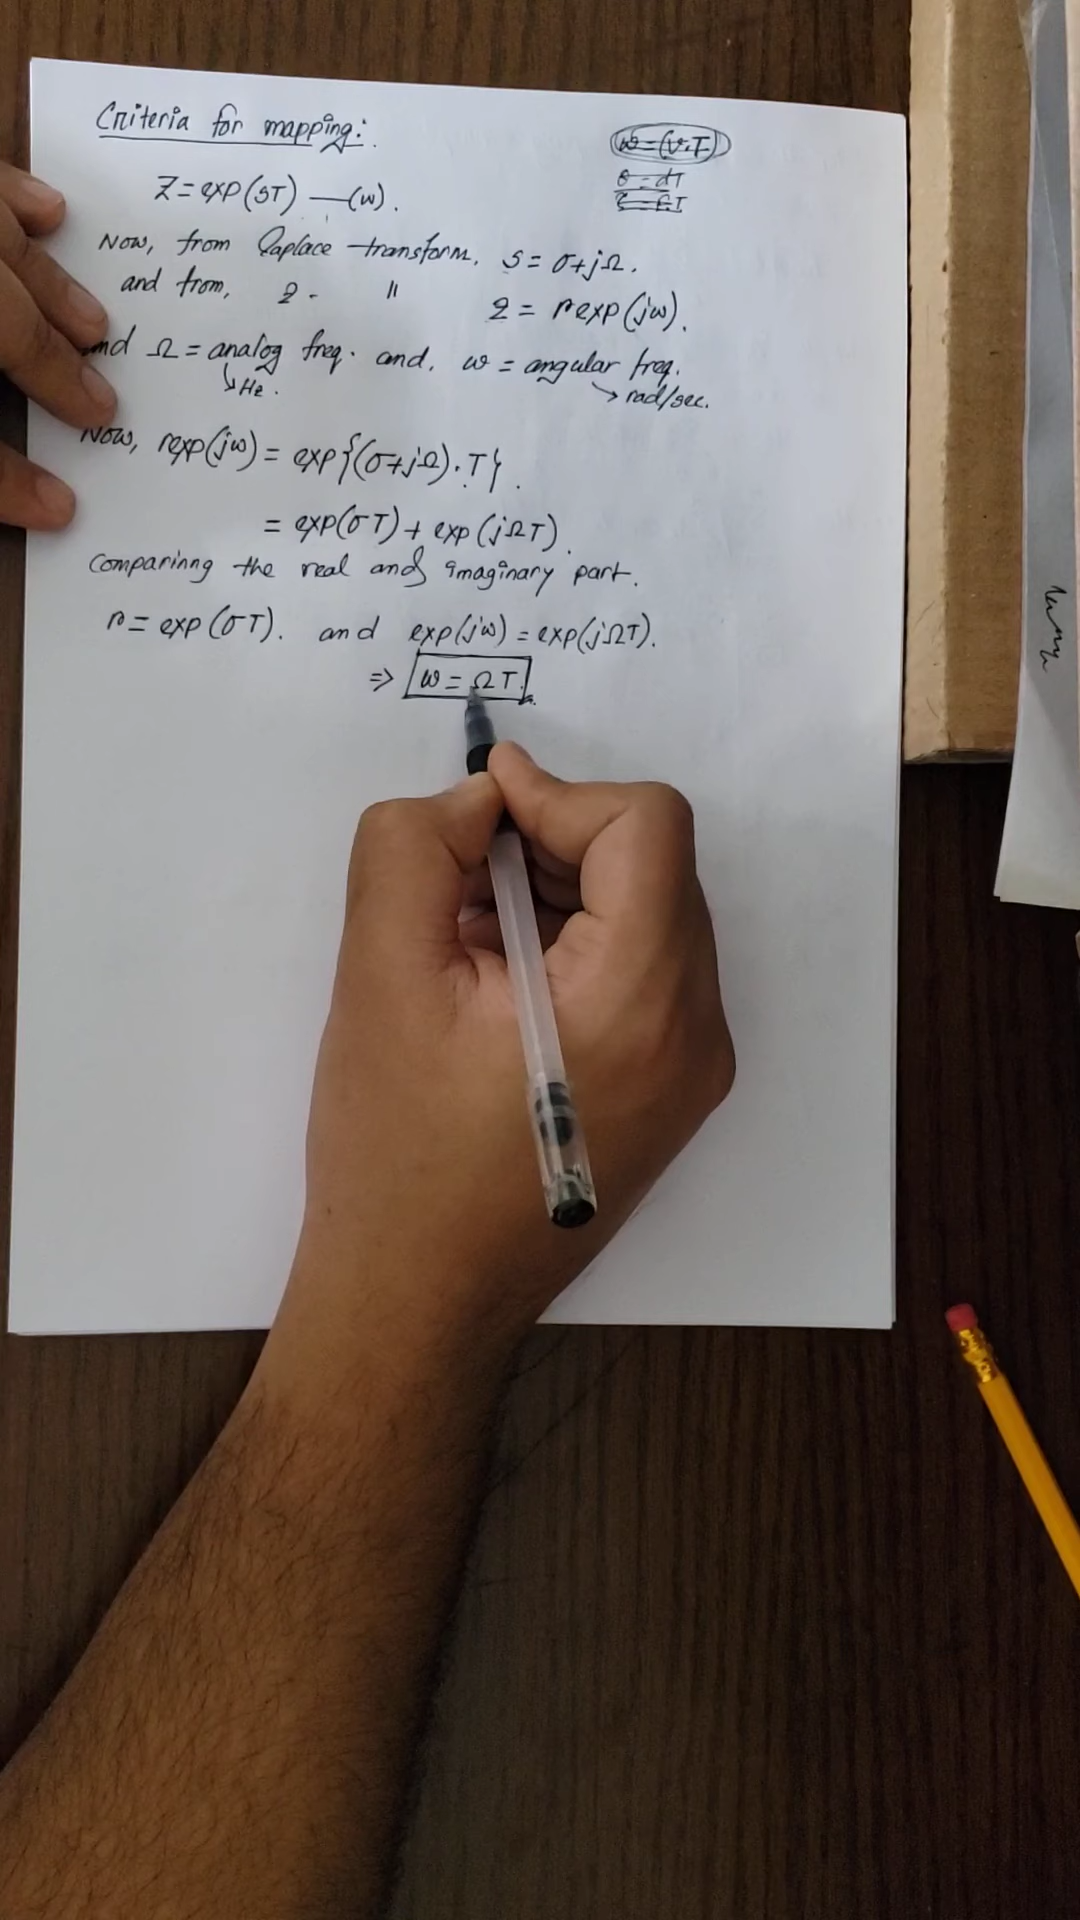 Criteria for mapping:
Z = exp(ST) —(w).
Now, from Laplace transform, S = σ+jΩ.
and from, z - " z = r exp(jω).
and Ω = analog freq. and, ω = angular freq.
↳ Hz. → rad/sec.
Now, rexp(jω) = exp{(σ+jΩ).T}.
= exp(σT) + exp(jΩT).
Comparinng the real and imaginary part.
r = exp(σT). and exp(jω) = exp(jΩT).
⇒ ω = ΩT.